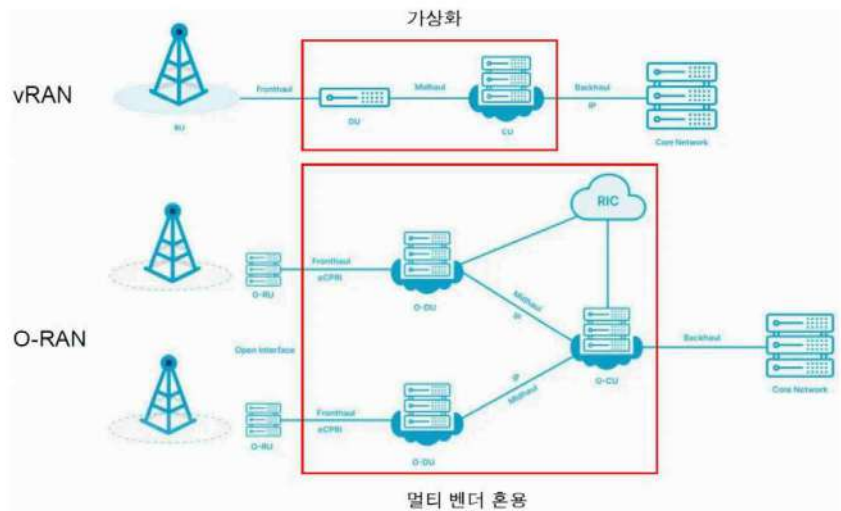 가상화
vRAN
Fronthaul
Midhaul
Backhaul
IP
RU
DU
CU
Core Network
RIC
Fronthaul
eCPRI
O-RU
O-DU
Midhaul
IP
O-RAN
Open Interface
O-CU
Backhaul
Core Network
IP
Midhaul
Fronthaul
eCPRI
O-RU
O-DU
멀티 벤더 혼용